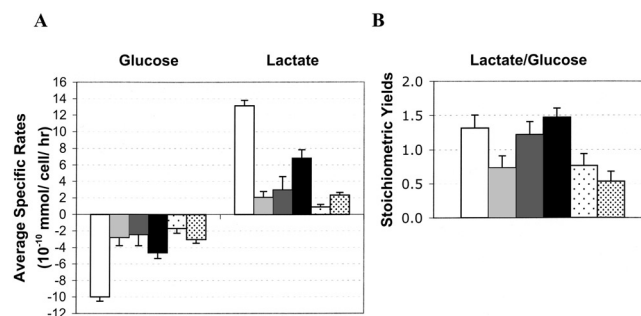 A
B
Glucose
Lactate
Lactate/Glucose
Average Specific Rates
(10⁻¹⁰ mmol/ cell/ hr)
16
14
12
10
8
6
4
2
0
-2
-4
-6
-8
-10
-12
Stoichiometric Yields
2.0
1.5
1.0
0.5
0.0